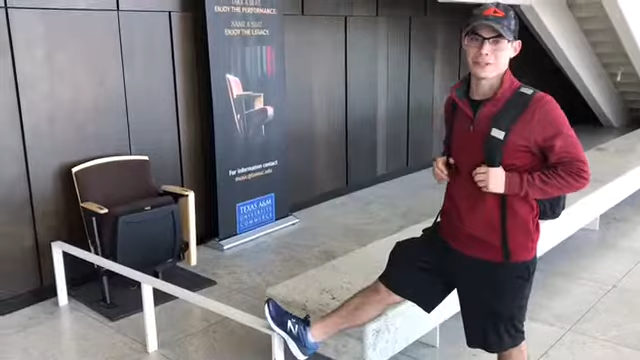 TAKE A SEAT.
ENJOY THE PERFORMANCE.
NAME A SEAT.
ENJOY THE LEGACY.
For information contact
TEXAS A&M
UNIVERSITY
COMMERCE
N